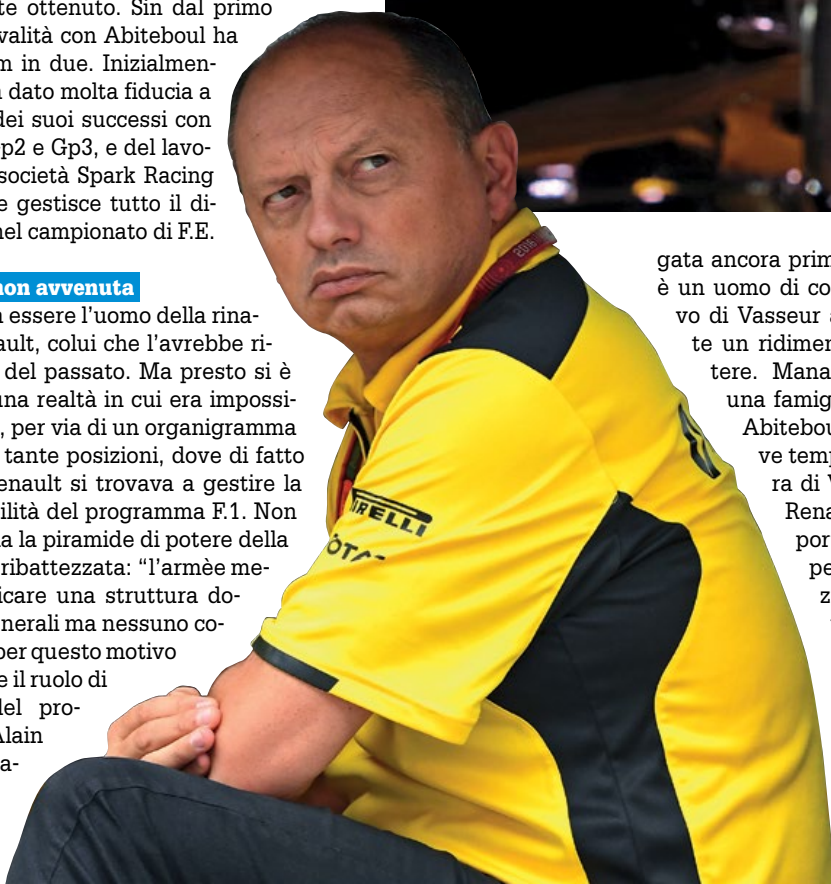 te ottenuto. Sin dal primo
valità con Abiteboul ha
m in due. Inizialmen-
dato molta fiducia a
dei suoi successi con
p2 e Gp3, e del lavo-
società Spark Racing
e gestisce tutto il di-
nel campionato di F.E.
non avvenuta
essere l’uomo della rina-
ault, colui che l’avrebbe ri-
del passato. Ma presto si è
una realtà in cui era impossi-
, per via di un organigramma
tante posizioni, dove di fatto
enault si trovava a gestire la
ilità del programma F.1. Non
a la piramide di potere della
ribattezzata: “l’armèe me-
icare una struttura do-
nerali ma nessuno co-
per questo motivo
e il ruolo di
del pro-
Alain
a-
2016
PIRELLI
TOTAL
gata ancora prim
è un uomo di co
vo di Vasseur a
te un ridimen
tere. Mana
una famig
Abiteboul
ve temp
ra di V
Rena
por
pe
z